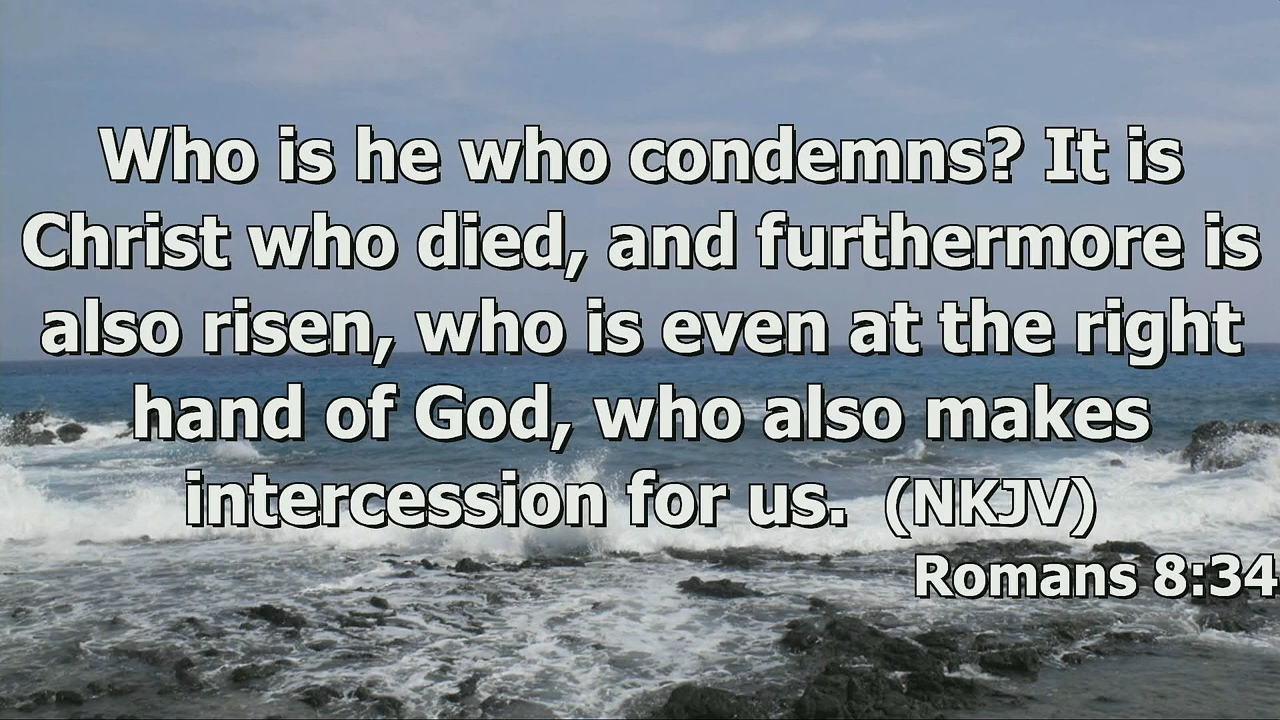 Who is he who condemns? It is
Christ who died, and furthermore is
also risen, who is even at the right
hand of God, who also makes
intercession for us. (NKJV)
Romans 8:34